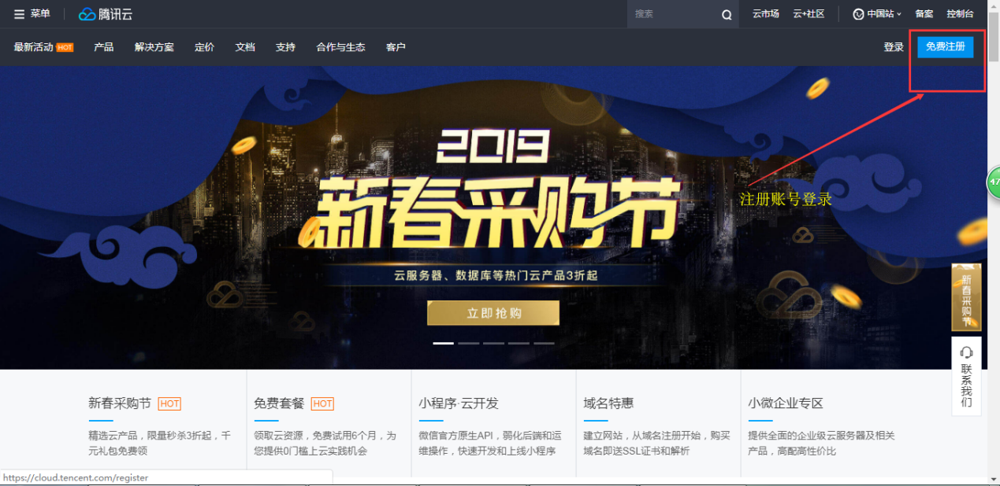 菜单
腾讯云
搜索
云市场
云+社区
中国站
备案
控制台
最新活动 HOT
产品
解决方案
定价
文档
支持
合作与生态
客户
登录
免费注册
2019
新春采购节
云服务器、数据库等热门云产品3折起
立即抢购
注册账号登录
47
新春采购节
联系我们
新春采购节 HOT
精选云产品，限量秒杀3折起，千
元礼包免费领
免费套餐 HOT
领取云资源，免费试用6个月，为
您提供0门槛上云实践机会
小程序·云开发
微信官方原生API，弱化后端和运
维操作，快速开发和上线小程序
域名特惠
建立网站，从域名注册开始，购买
域名即送SSL证书和解析
小微企业专区
提供全面的企业级云服务器及相关
产品，高配高性价比
https://cloud.tencent.com/register